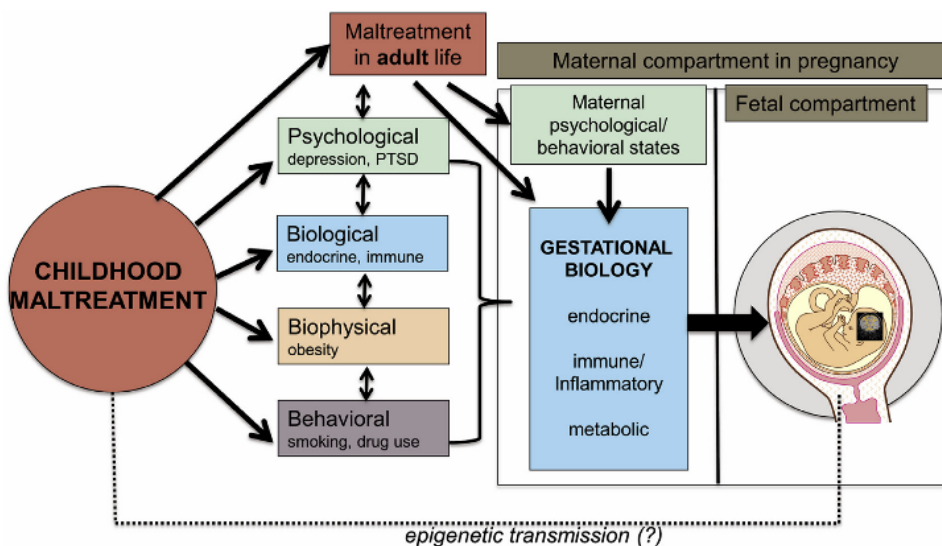 Maltreatment
in adult life
Maternal compartment in pregnancy
Maternal
psychological/
behavioral states
Fetal compartment
Psychological
depression, PTSD
Biological
endocrine, immune
CHILDHOOD
MALTREATMENT
GESTATIONAL
BIOLOGY
endocrine
immune/
Inflammatory
metabolic
Biophysical
obesity
Behavioral
smoking, drug use
epigenetic transmission (?)